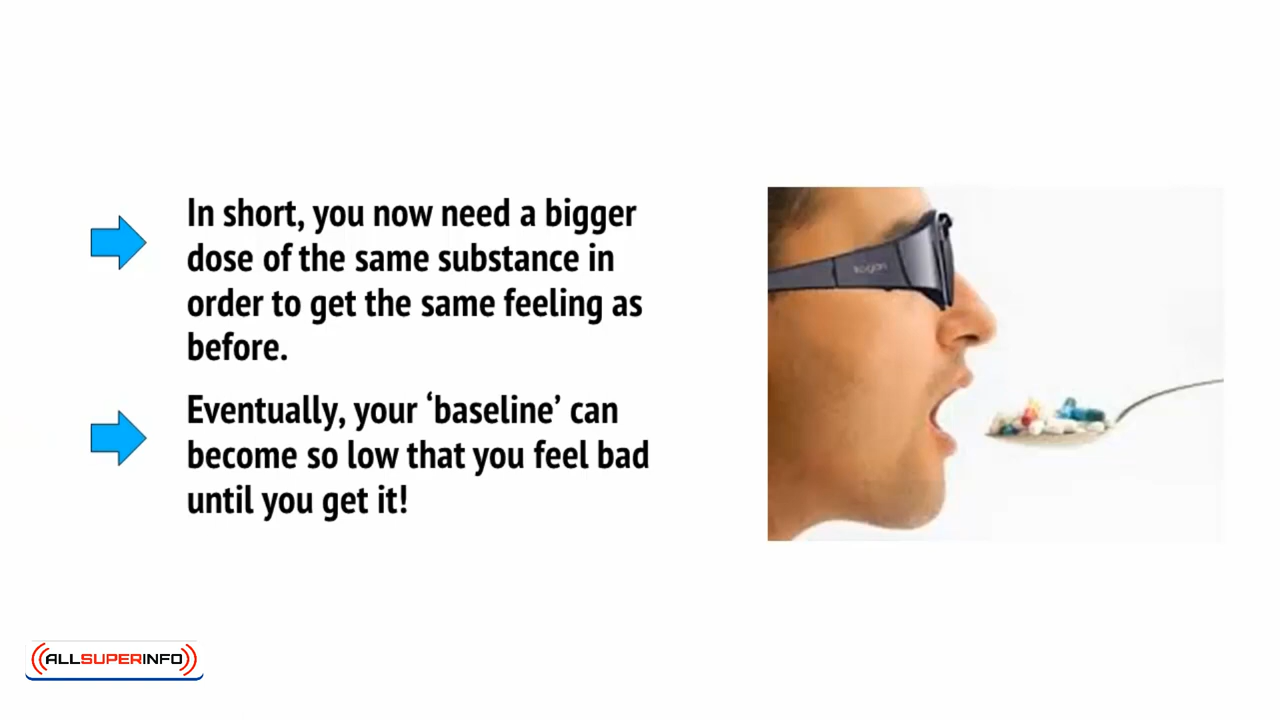 In short, you now need a bigger
dose of the same substance in
order to get the same feeling as
before.
Eventually, your ‘baseline’ can
become so low that you feel bad
until you get it!
kogan
ALLSUPERINFO